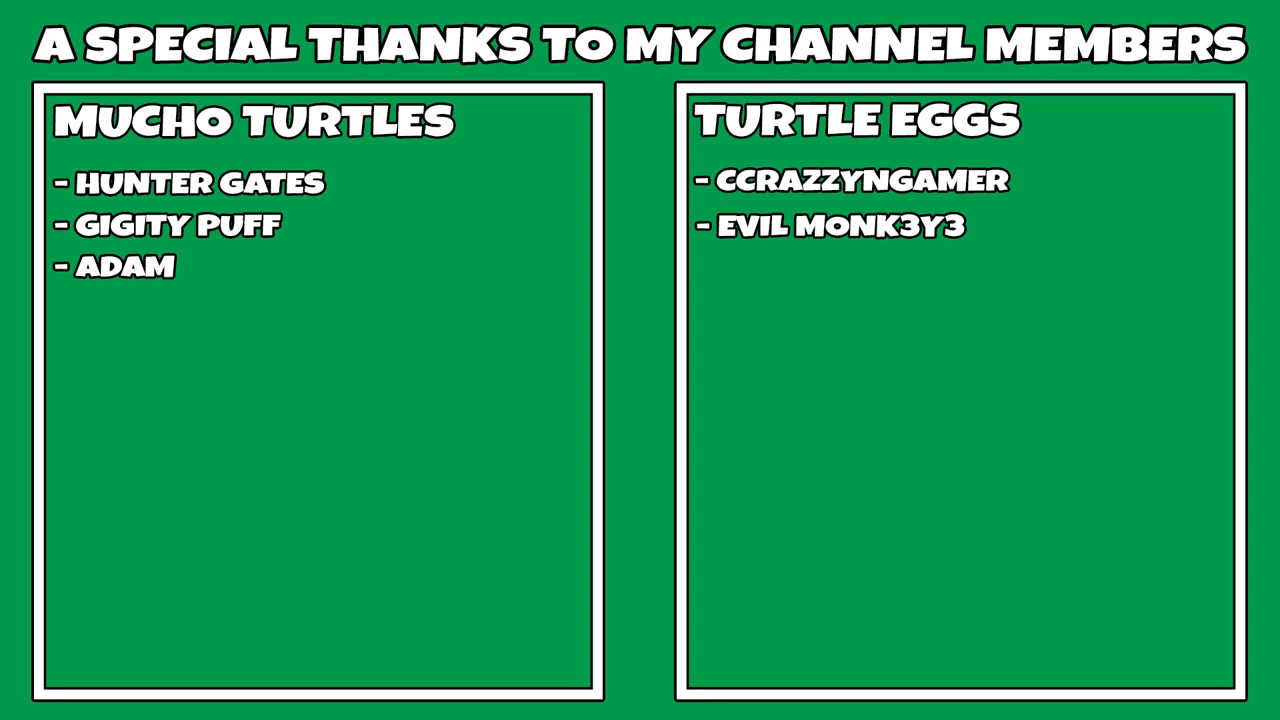 A SPECIAL THANKS TO MY CHANNEL MEMBERS
MUCHO TURTLES
- HUNTER GATES
- GIGITY PUFF
- ADAM
TURTLE EGGS
- CCRAZZYNGAMER
- EVIL MONK3Y3